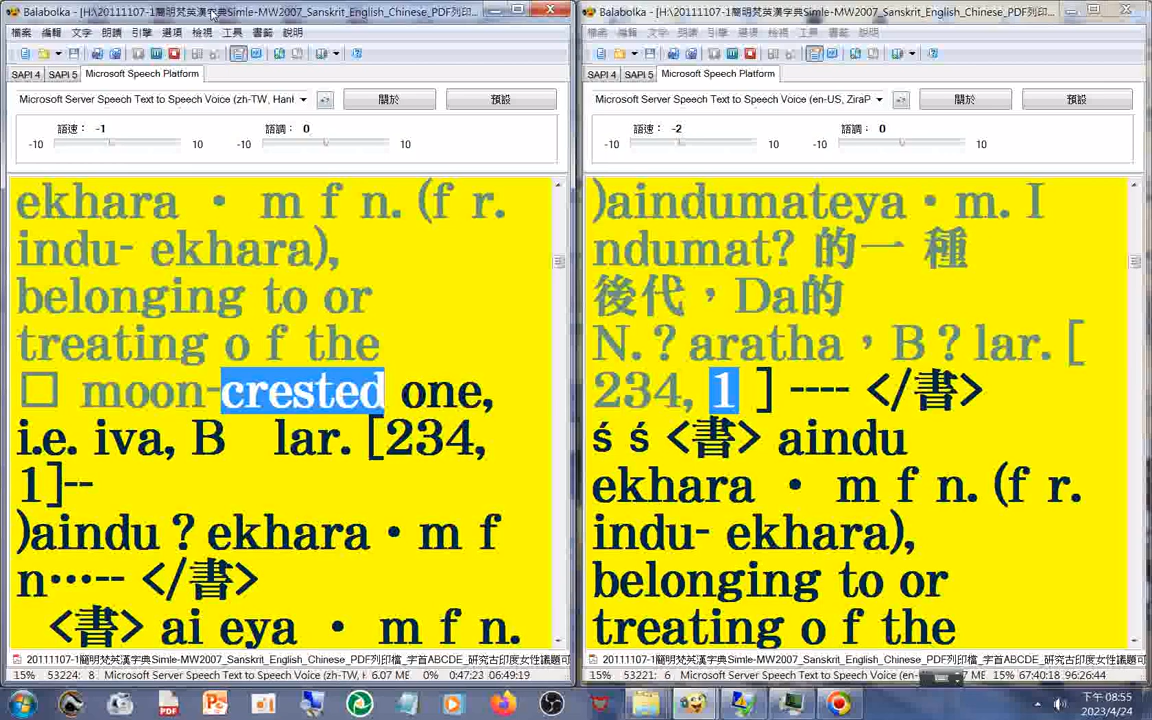 Balabolka - [H:\20111107-1簡明梵英漢字典Simle-MW2007_Sanskrit_English_Chinese_PDF列印...
檔案 編輯 文字 朗讀 引擎 選項 檢視 工具 書籤 說明
SAPI 4 SAPI 5 Microsoft Speech Platform
Microsoft Server Speech Text to Speech Voice (zh-TW, Hanl 關於 預設
語速： -1 語調： 0
-10 10 -10 10
ekhara ‧ m f n. (f r.
indu- ekhara),
belonging to or
treating o f the
□ moon-crested one,
i.e. iva, B lar. [234,
1]--
)aindu？ekhara‧m f
n…-- </書>
<書> ai eya ‧ m f n.
20111107-1簡明梵英漢字典Simle-MW2007_Sanskrit_English_Chinese_PDF列印檔_字首ABCDE_研究古印度女性議題可
15% 53224: 8 Microsoft Server Speech Text to Speech Voice (zh-TW, 6.07 ME 0% 0:47:23 06:49:19
Balabolka - [H:\20111107-1簡明梵英漢字典Simle-MW2007_Sanskrit_English_Chinese_PDF列印...
檔案 編輯 文字 朗讀 引擎 選項 檢視 工具 書籤 說明
SAPI 4 SAPI 5 Microsoft Speech Platform
Microsoft Server Speech Text to Speech Voice (en-US, ZiraP 關於 預設
語速： -2 語調： 0
-10 10 -10 10
)aindumateya‧m. I
ndumat? 的一 種
後代，Da的
N.？aratha，B？lar. [
234, 1 ] ---- </書>
ś ś <書> aindu
ekhara ‧ m f n. (f r.
indu- ekhara),
belonging to or
treating o f the
20111107-1簡明梵英漢字典Simle-MW2007_Sanskrit_English_Chinese_PDF列印檔_字首ABCDE_研究古印度女性議題可
15% 53221: 6 Microsoft Server Speech Text to Speech Voice (en-US, ME 15% 67:40:18 96:26:44
下午 08:55
2023/4/24